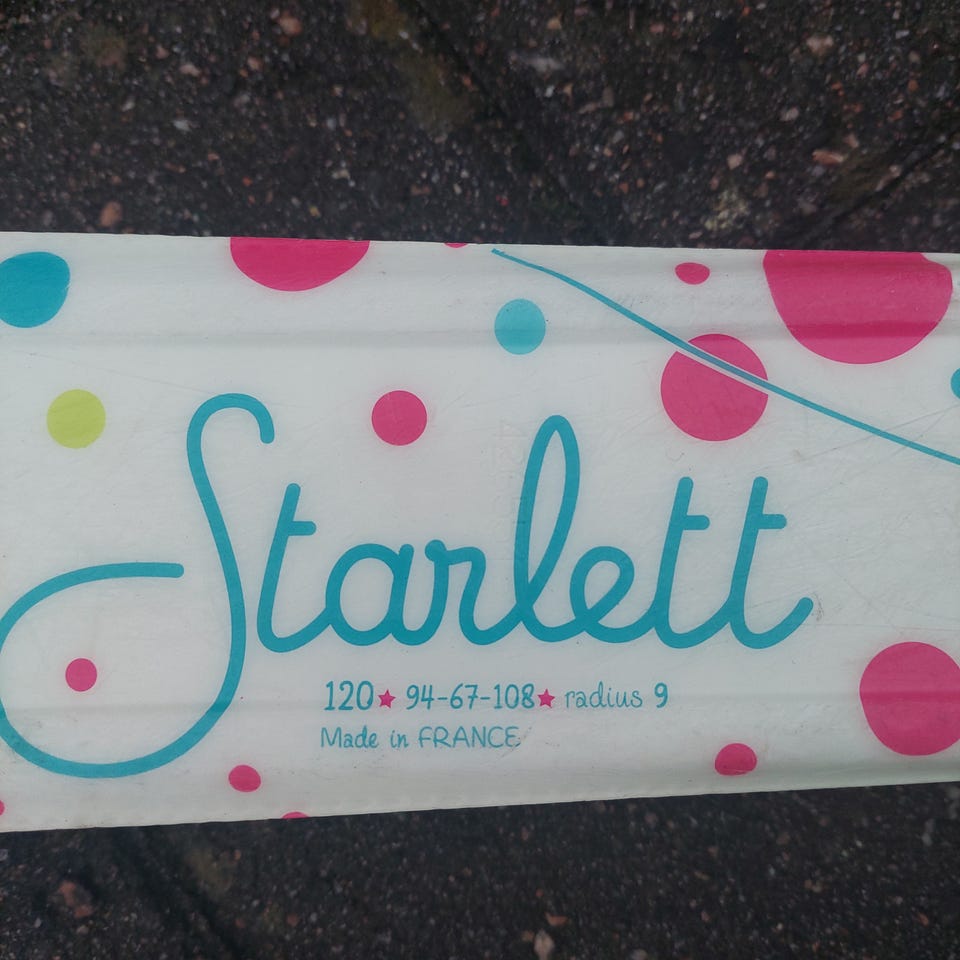 Starlett
120★ 94-67-108★ radius 9
Made in FRANCE